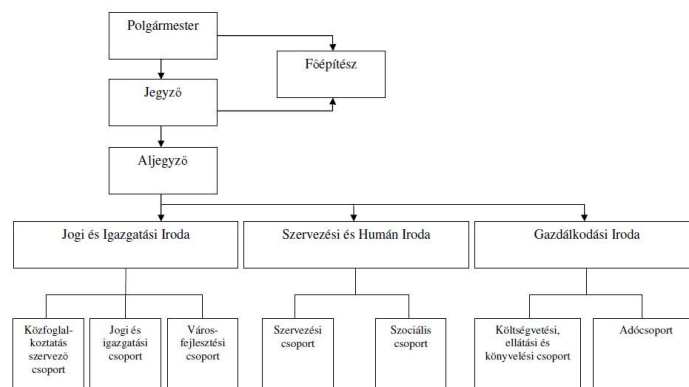 Polgármester
Főépítész
Jegyző
Aljegyző
Jogi és Igazgatási Iroda
Szervezési és Humán Iroda
Gazdálkodási Iroda
Közfoglal-
koztatás
szervező
csoport
Jogi és
igazgatási
csoport
Város-
fejlesztési
csoport
Szervezési
csoport
Szociális
csoport
Költségvetési,
ellátási és
könyvelési csoport
Adócsoport